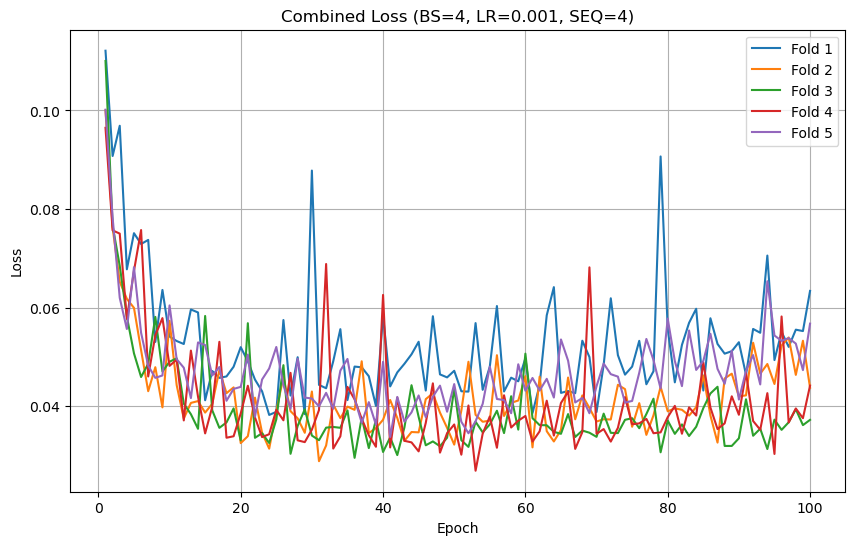 Combined Loss (BS=4, LR=0.001, SEQ=4)
Fold 1
Fold 2
Fold 3
Fold 4
Fold 5
0.10
0.08
0.06
0.04
Loss
0 20 40 60 80 100
Epoch